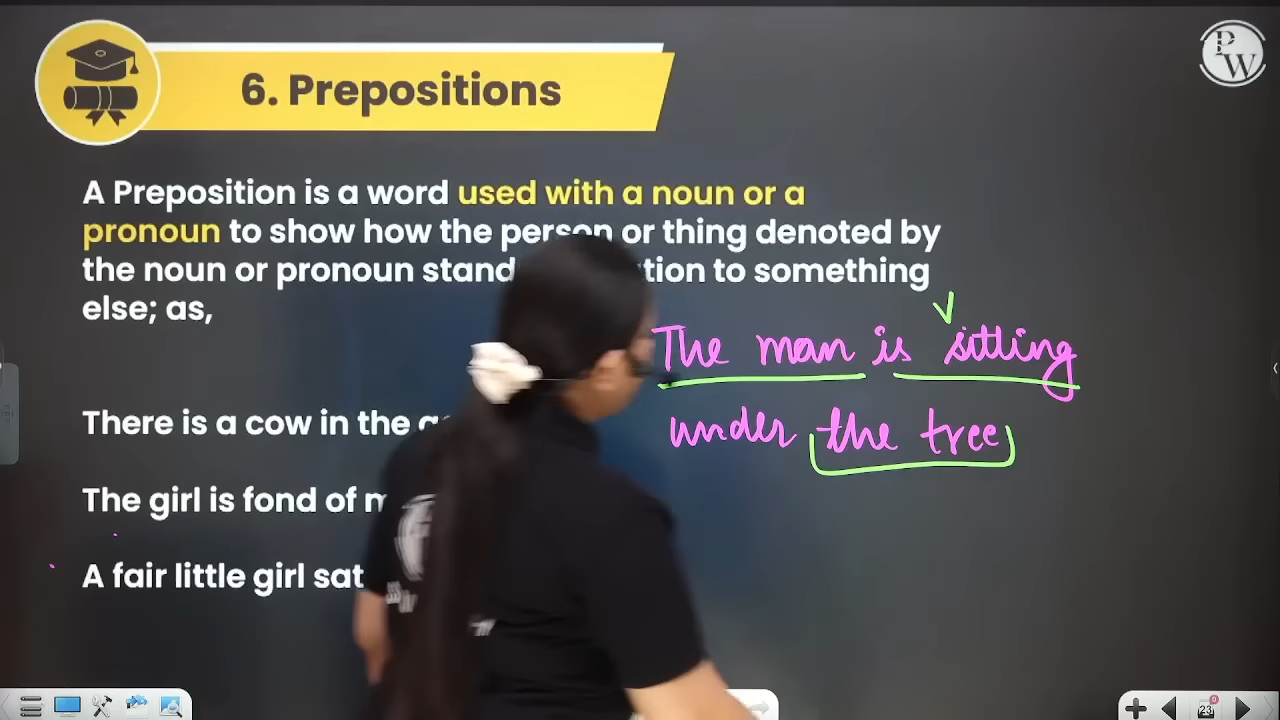 6. Prepositions
PW
A Preposition is a word used with a noun or a
pronoun to show how the person or thing denoted by
the noun or pronoun stand to something
else; as,
The man is sitting
under the tree
There is a cow in the
The girl is fond of
A fair little girl sat
23